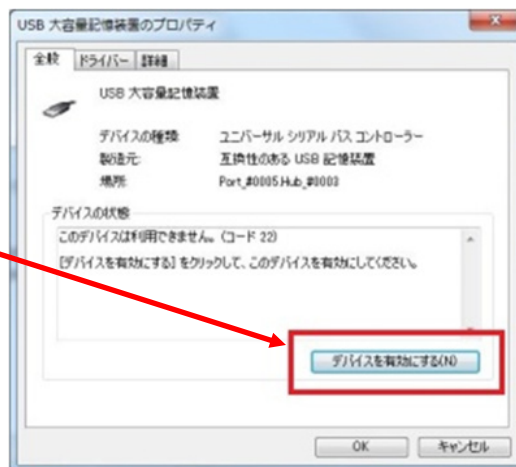 USB 大容量記憶装置のプロパティ
全般 ドライバー 詳細
USB 大容量記憶装置
デバイスの種類: ユニバーサル シリアル バス コントローラー
製造元: 互換性のある USB 記憶装置
場所: Port_#0005.Hub_#0003
デバイスの状態
このデバイスは利用できません。 (コード 22)
[デバイスを有効にする] をクリックして、このデバイスを有効にしてください。
デバイスを有効にする(N)
OK キャンセル